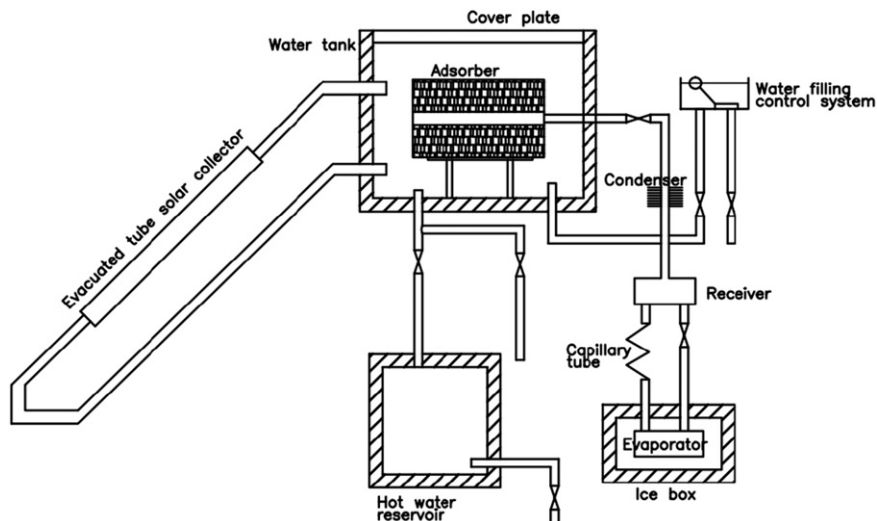 Cover plate
Water tank
Adsorber
Water filling
control system
Evacuated tube solar collector
Condenser
Receiver
Capillary
tube
Evaporator
Ice box
Hot water
reservoir